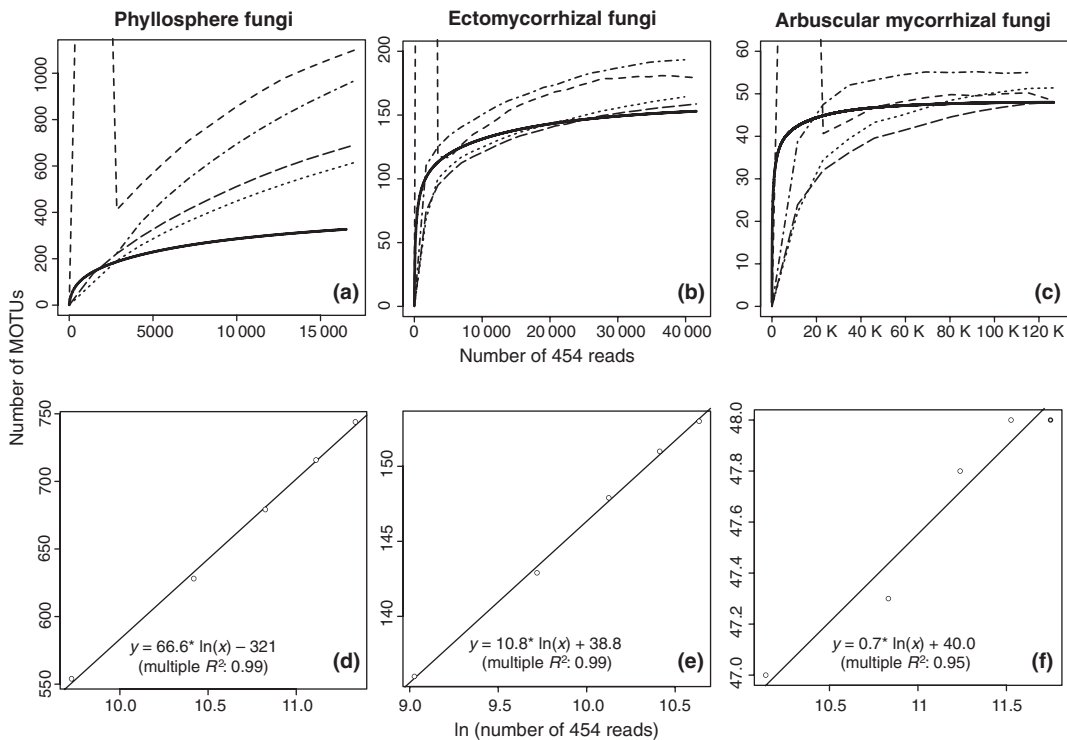 Phyllosphere fungi
Ectomycorrhizal fungi
Arbuscular mycorrhizal fungi
Number of MOTUs
0 200 400 600 800 1000
0 5000 10 000 15 000
(a)
0 50 100 150 200
0 10 000 20 000 30 000 40 000
(b)
0 10 20 30 40 50 60
0 20 K 40 K 60 K 80 K 100 K 120 K
(c)
Number of 454 reads
550 600 650 700 750
10.0 10.5 11.0
y = 66.6* ln(x) – 321
(multiple R²: 0.99)
(d)
140 145 150
9.0 9.5 10.0 10.5
y = 10.8* ln(x) + 38.8
(multiple R²: 0.99)
(e)
47.0 47.2 47.4 47.6 47.8 48.0
10.5 11 11.5
y = 0.7* ln(x) + 40.0
(multiple R²: 0.95)
(f)
ln (number of 454 reads)